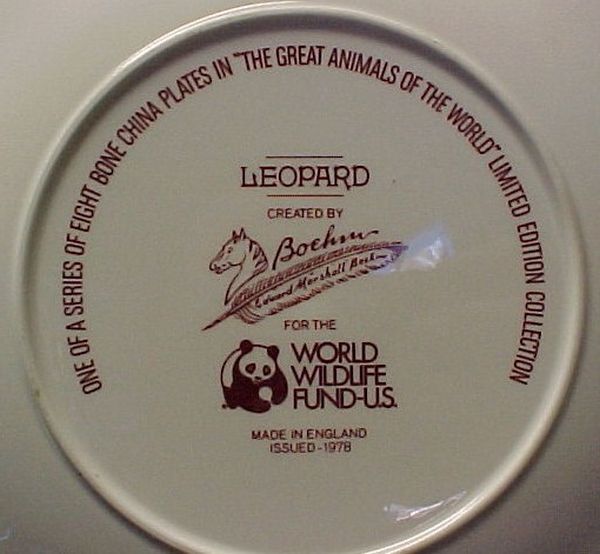 ONE OF A SERIES OF EIGHT BONE CHINA PLATES IN "THE GREAT ANIMALS OF THE WORLD" LIMITED EDITION COLLECTION
LEOPARD
CREATED BY
Boehm
Edward Marshall Boehm
FOR THE
WORLD
WILDLIFE
FUND-U.S.
MADE IN ENGLAND
ISSUED-1978